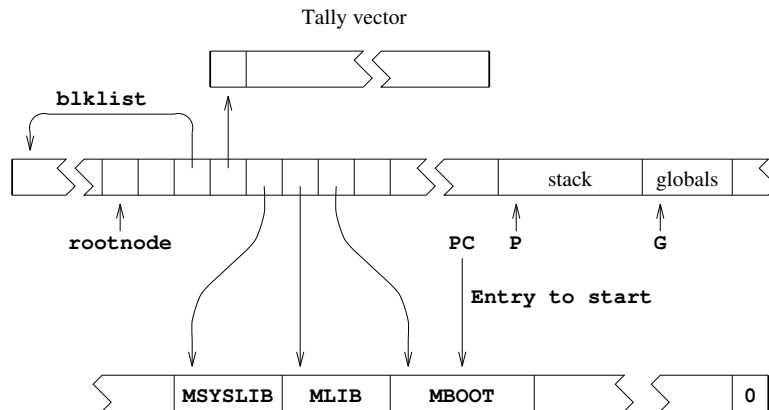 Tally vector
blklist
stack globals
rootnode PC P G
Entry to start
MSYSLIB MLIB MBOOT 0